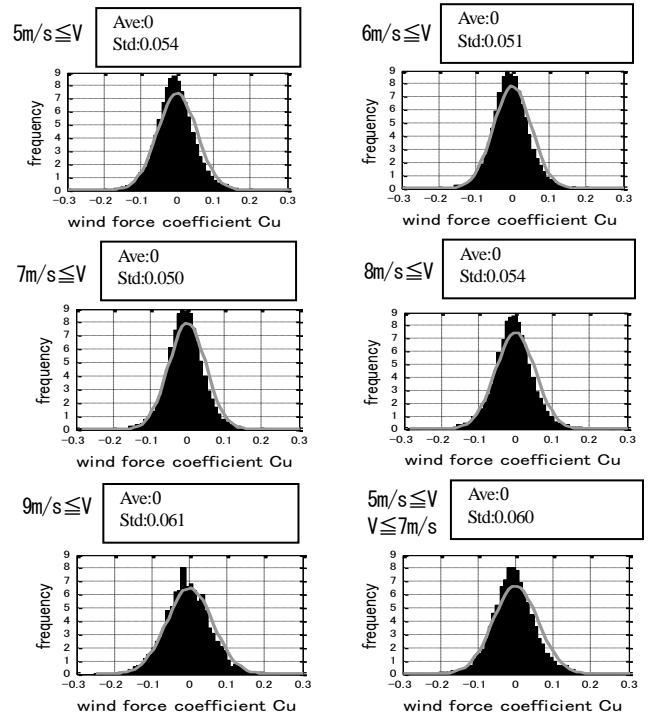 5m/s≦V
Ave:0
Std:0.054
6m/s≦V
Ave:0
Std:0.051
frequency
9
8
7
6
5
4
3
2
1
0
-0.3 -0.2 -0.1 0 0.1 0.2 0.3
wind force coefficient Cu
frequency
9
8
7
6
5
4
3
2
1
0
-0.3 -0.2 -0.1 0 0.1 0.2 0.3
wind force coefficient Cu
7m/s≦V
Ave:0
Std:0.050
8m/s≦V
Ave:0
Std:0.054
frequency
9
8
7
6
5
4
3
2
1
0
-0.3 -0.2 -0.1 0 0.1 0.2 0.3
wind force coefficient Cu
frequency
9
8
7
6
5
4
3
2
1
0
-0.3 -0.2 -0.1 0 0.1 0.2 0.3
wind force coefficient Cu
9m/s≦V
Ave:0
Std:0.061
5m/s≦V
V≦7m/s
Ave:0
Std:0.060
frequency
9
8
7
6
5
4
3
2
1
0
-0.3 -0.2 -0.1 0 0.1 0.2 0.3
wind force coefficient Cu
frequency
9
8
7
6
5
4
3
2
1
0
-0.3 -0.2 -0.1 0 0.1 0.2 0.3
wind force coefficient Cu